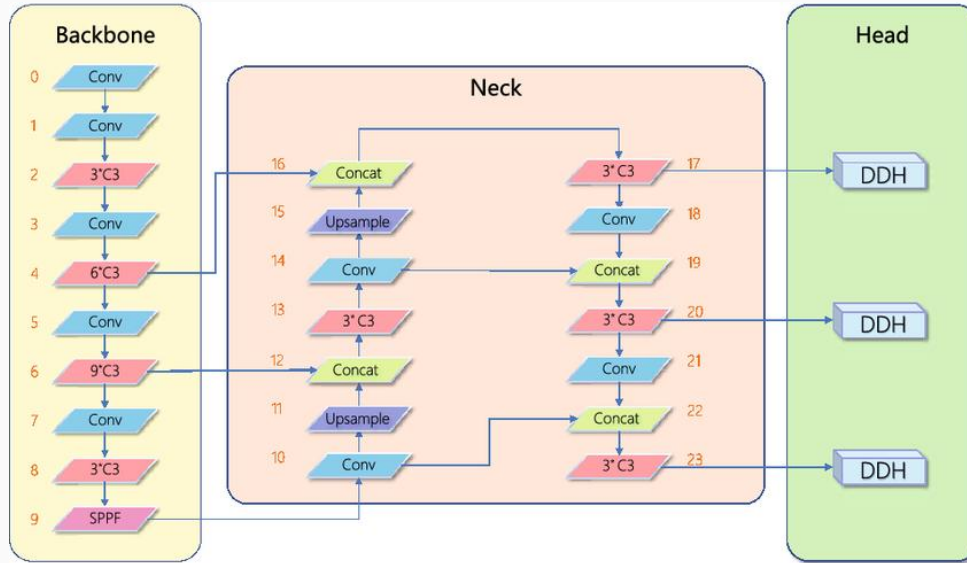 Backbone
0 Conv
1 Conv
2 3*C3
3 Conv
4 6*C3
5 Conv
6 9*C3
7 Conv
8 3*C3
9 SPPF
Neck
16 Concat
15 Upsample
14 Conv
13 3*C3
12 Concat
11 Upsample
10 Conv
3*C3 17
Conv 18
Concat 19
3*C3 20
Conv 21
Concat 22
3*C3 23
Head
DDH
DDH
DDH